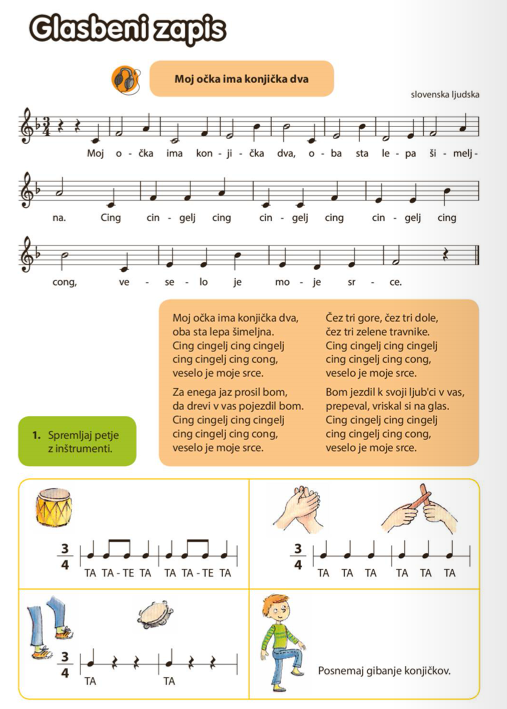 Glasbeni zapis
Moj očka ima konjička dva
slovenska ljudska
3 4
Moj o - čka ima kon - ji - čka dva, o - ba sta le - pa ši - melj -
na. Cing cin - gelj cing cin - gelj cing cin - gelj cing
cong, ve - se - lo je mo - je sr - ce.
Moj očka ima konjička dva,
oba sta lepa šimeljna.
Cing cingelj cing cingelj
cing cingelj cing cong,
veselo je moje srce.
Za enega jaz prosil bom,
da drevi v vas pojezdil bom.
Cing cingelj cing cingelj
cing cingelj cing cong,
veselo je moje srce.
Čez tri gore, čez tri dole,
čez tri zelene travnike.
Cing cingelj cing cingelj
cing cingelj cing cong,
veselo je moje srce.
Bom jezdil k svoji ljub'ci v vas,
prepeval, vriskal si na glas.
Cing cingelj cing cingelj
cing cingelj cing cong,
veselo je moje srce.
1. Spremljaj petje
z inštrumenti.
3 4
TA TA - TE TA TA TA - TE TA
3 4
TA TA TA TA TA TA
3 4
TA TA
Posnemaj gibanje konjičkov.